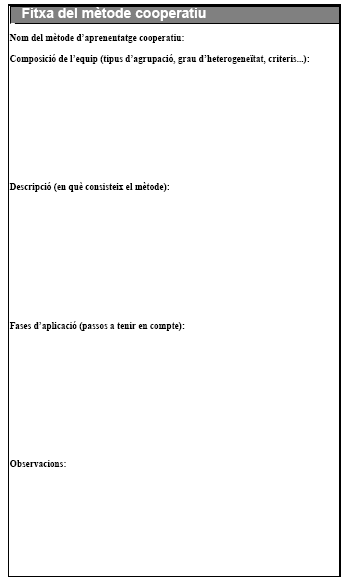 Fitxa del mètode cooperatiu
Nom del mètode d'aprenentatge cooperatiu:
Composició de l'equip (tipus d'agrupació, grau d'heterogeneïtat, criteris...):
Descripció (en què consisteix el mètode):
Fases d'aplicació (passos a tenir en compte):
Observacions: